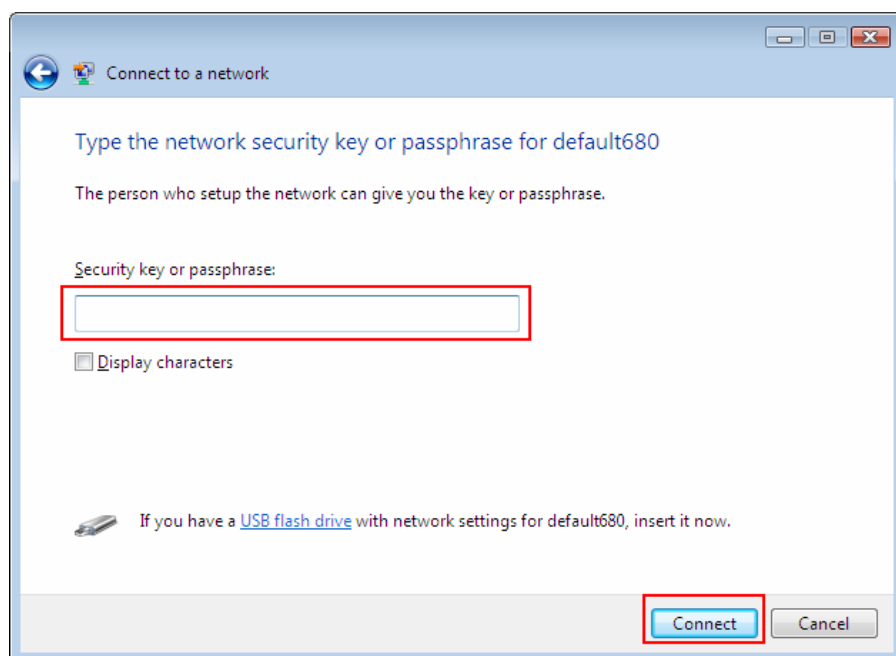 Connect to a network
Type the network security key or passphrase for default680
The person who setup the network can give you the key or passphrase.
Security key or passphrase:
Display characters
If you have a USB flash drive with network settings for default680, insert it now.
Connect Cancel